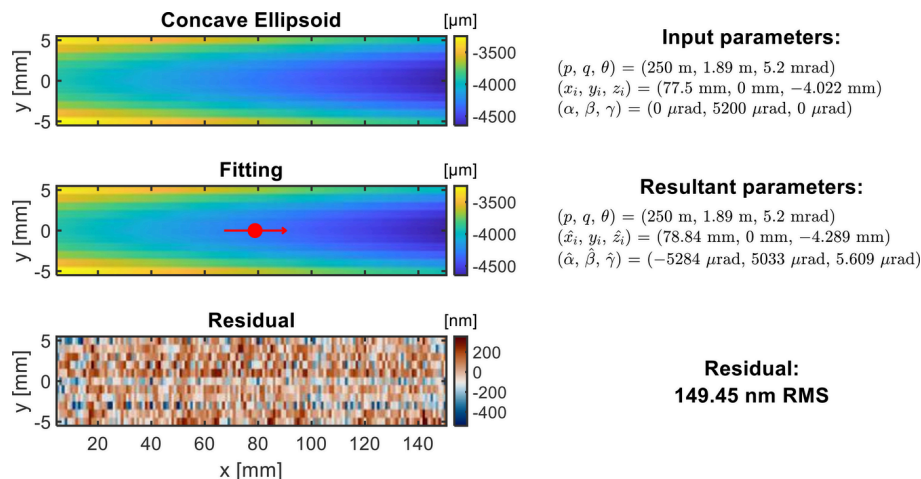 Concave Ellipsoid
[µm]
y [mm]
5
0
-5
-3500
-4000
-4500
Input parameters:
(p, q, θ) = (250 m, 1.89 m, 5.2 mrad)
(x_i, y_i, z_i) = (77.5 mm, 0 mm, −4.022 mm)
(α, β, γ) = (0 µrad, 5200 µrad, 0 µrad)
Fitting
[µm]
y [mm]
5
0
-5
-3500
-4000
-4500
Resultant parameters:
(p, q, θ) = (250 m, 1.89 m, 5.2 mrad)
(x̂_i, y_i, ẑ_i) = (78.84 mm, 0 mm, −4.289 mm)
(α̂, β̂, γ̂) = (−5284 µrad, 5033 µrad, 5.609 µrad)
Residual
[nm]
y [mm]
5
0
-5
200
0
-200
-400
20 40 60 80 100 120 140
x [mm]
Residual:
149.45 nm RMS